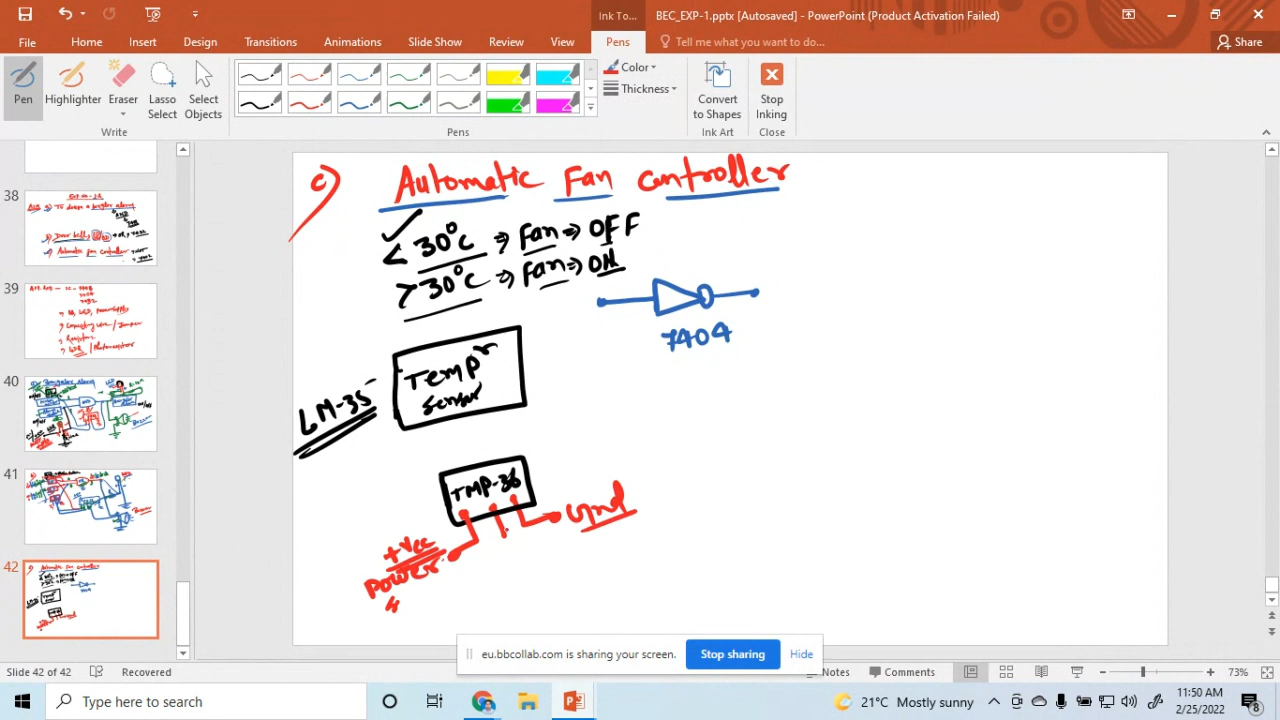 Ink To...
BEC_EXP-1.pptx [Autosaved] - PowerPoint (Product Activation Failed)
File Home Insert Design Transitions Animations Slide Show Review View Pens Tell me what you want to do... Share
Pen Highlighter Eraser Lasso Select Select Objects
Color
Thickness
Convert to Shapes
Stop Inking
Write Pens Ink Art Close
38
39
40
41
42
c) Automatic Fan controller
< 30°c ⇒ Fan ⇒ OFF
> 30°c ⇒ Fan ⇒ ON
7404
Tempr
sensor
LM-35
TMP-36
+Vcc
Power
Gnd
eu.bbcollab.com is sharing your screen. Stop sharing Hide
Slide 42 of 42 Recovered Notes Comments 73%
Type here to search
21°C Mostly sunny
11:50 AM
2/25/2022
8